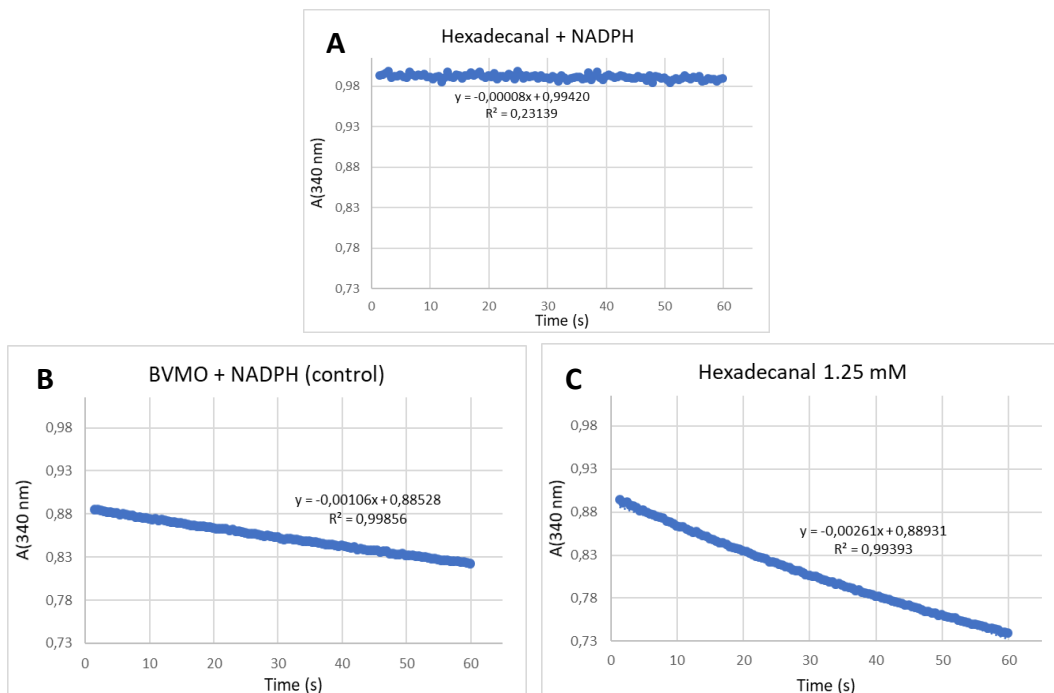 A
Hexadecanal + NADPH
0,98
0,93
0,88
0,83
0,78
0,73
A(340 nm)
y = -0,00008x + 0,99420
R² = 0,23139
0 10 20 30 40 50 60
Time (s)
B
BVMO + NADPH (control)
0,98
0,93
0,88
0,83
0,78
0,73
A(340 nm)
y = -0,00106x + 0,88528
R² = 0,99856
0 10 20 30 40 50 60
Time (s)
C
Hexadecanal 1.25 mM
0,98
0,93
0,88
0,83
0,78
0,73
A(340 nm)
y = -0,00261x + 0,88931
R² = 0,99393
0 10 20 30 40 50 60
Time (s)